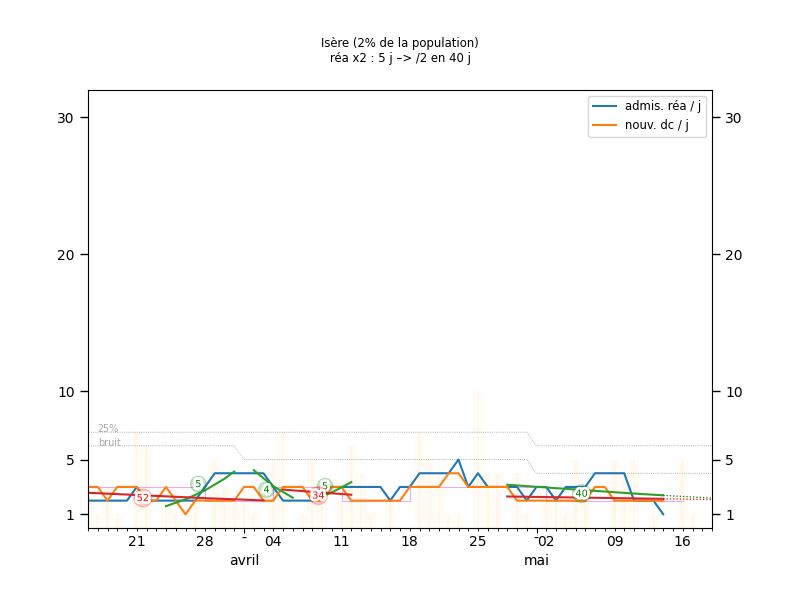 Isère (2% de la population)
réa x2 : 5 j –> /2 en 40 j
admis. réa / j
nouv. dc / j
30 30
20 20
10 10
25%
bruit
5 5
1 1
52 5 4 34 5 40
21 28 - 04 11 18 25 -02 09 16
avril mai